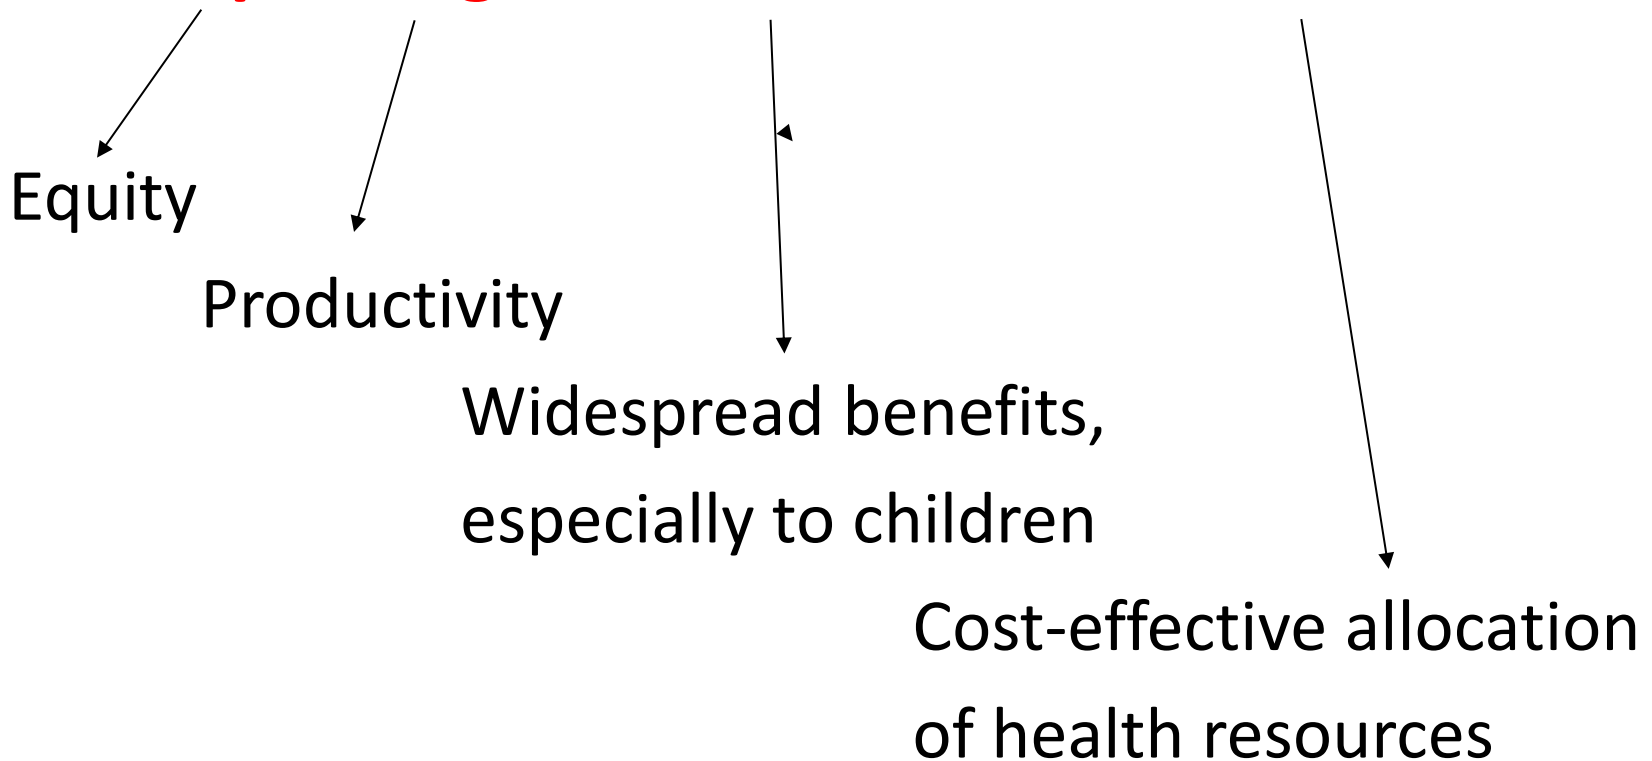 Equity
Productivity
Widespread benefits,
especially to children
Cost-effective allocation
of health resources